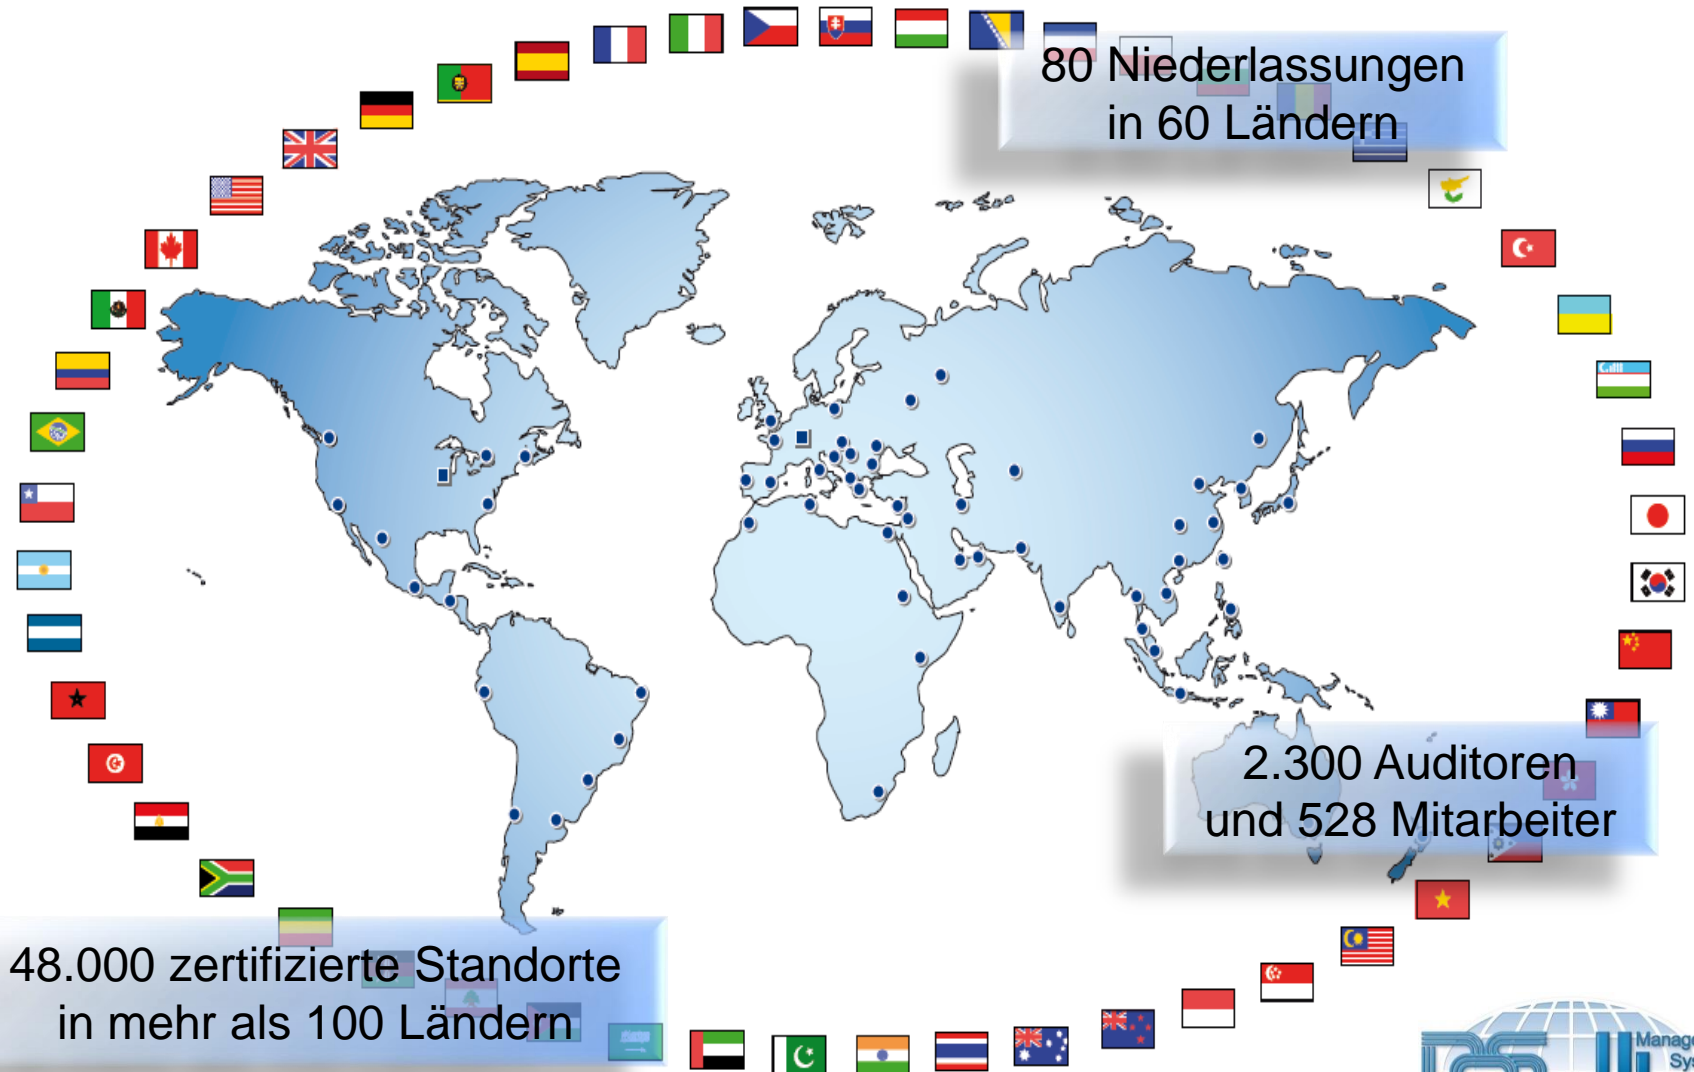 80 Niederlassungen
in 60 Ländern
2.300 Auditoren
und 528 Mitarbeiter
48.000 zertifizierte Standorte
in mehr als 100 Ländern